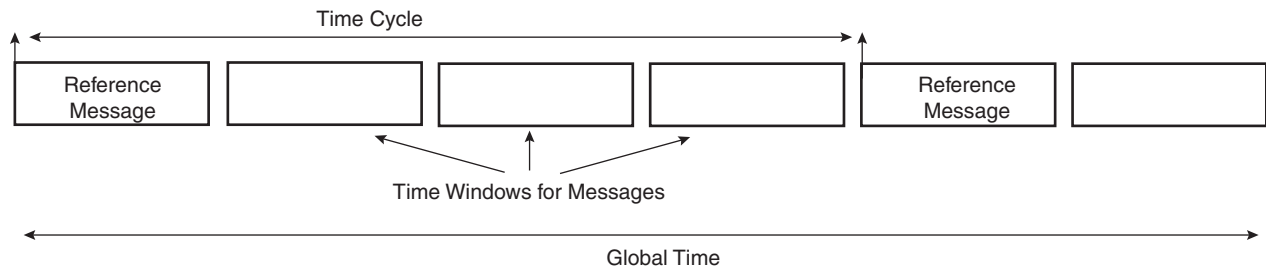 Time Cycle
Reference
Message
Reference
Message
Time Windows for Messages
Global Time